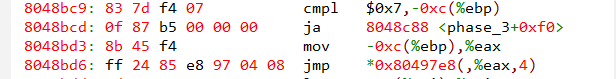 8048bc9: 83 7d f4 07 cmpl $0x7,-0xc(%ebp)
8048bcd: 0f 87 b5 00 00 00 ja 8048c88 <phase_3+0xf0>
8048bd3: 8b 45 f4 mov -0xc(%ebp),%eax
8048bd6: ff 24 85 e8 97 04 08 jmp *0x80497e8(,%eax,4)